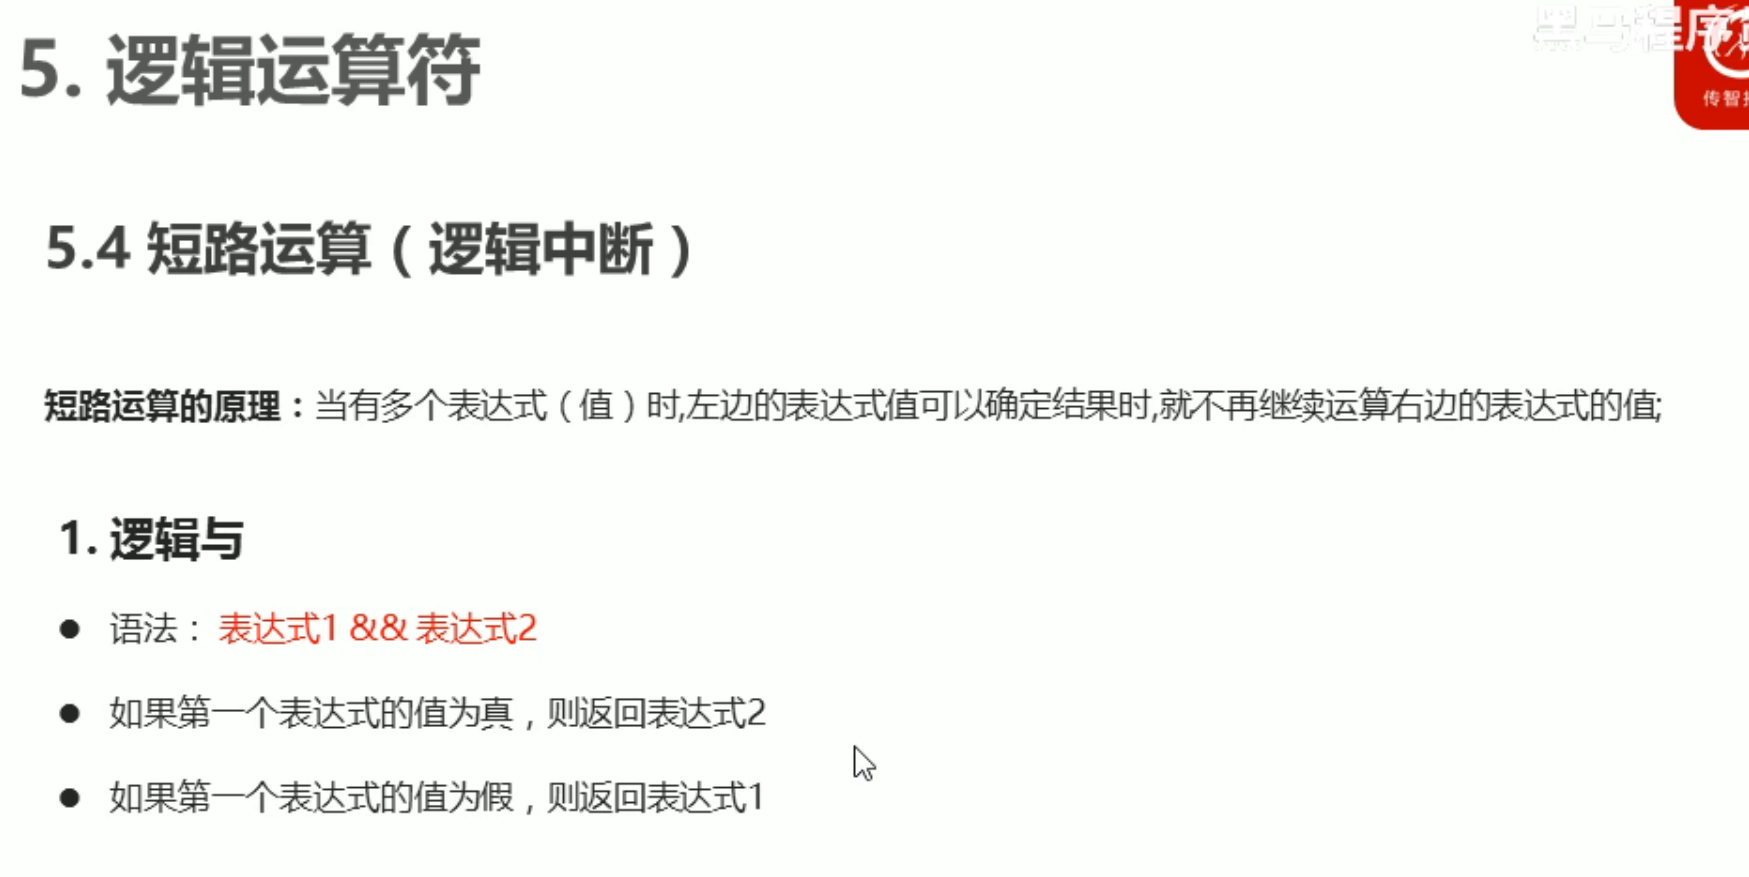 黑马程序
传智
5. 逻辑运算符
5.4 短路运算（逻辑中断）
短路运算的原理：当有多个表达式（值）时,左边的表达式值可以确定结果时,就不再继续运算右边的表达式的值;
1. 逻辑与
● 语法： 表达式1 && 表达式2
● 如果第一个表达式的值为真，则返回表达式2
● 如果第一个表达式的值为假，则返回表达式1